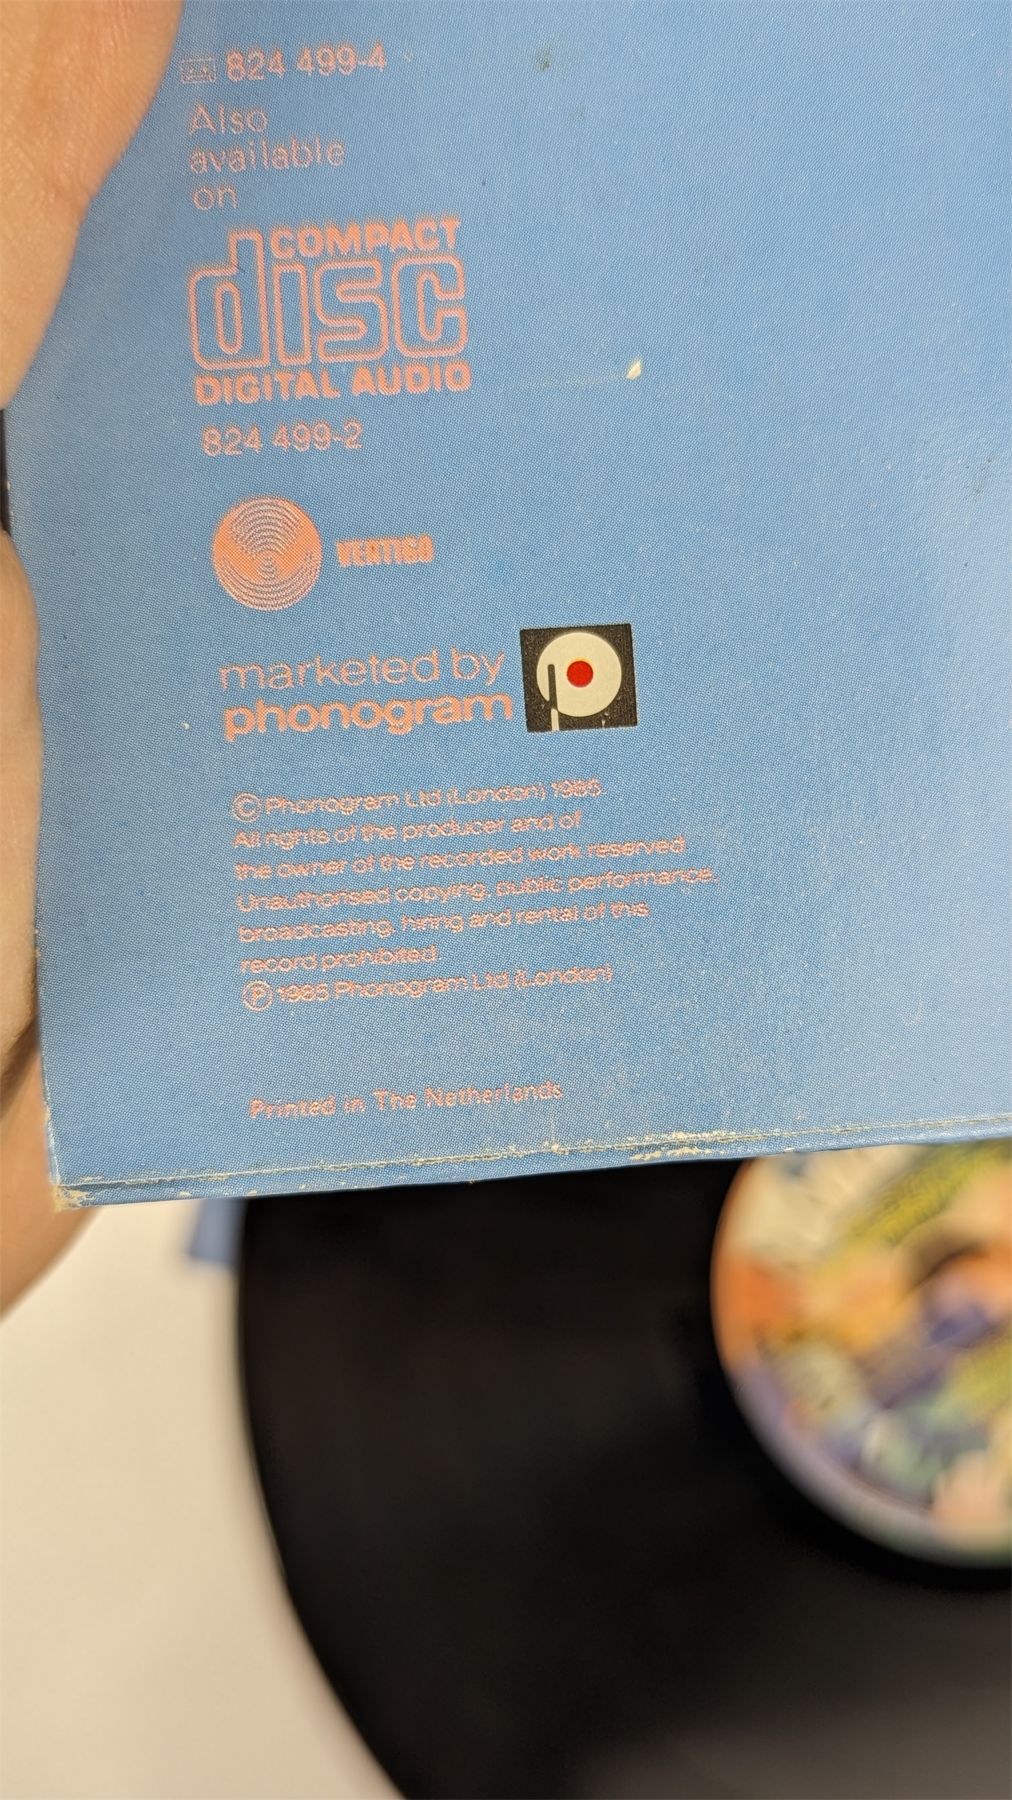 824 499-4
Also
available
on
COMPACT
disc
DIGITAL AUDIO
824 499-2
VERTIGO
marketed by
phonogram
© Phonogram Ltd (London) 1985
All rights of the producer and of
the owner of the recorded work reserved
Unauthorised copying, public performance,
broadcasting, hiring and rental of this
record prohibited.
℗ 1985 Phonogram Ltd (London)
Printed in The Netherlands